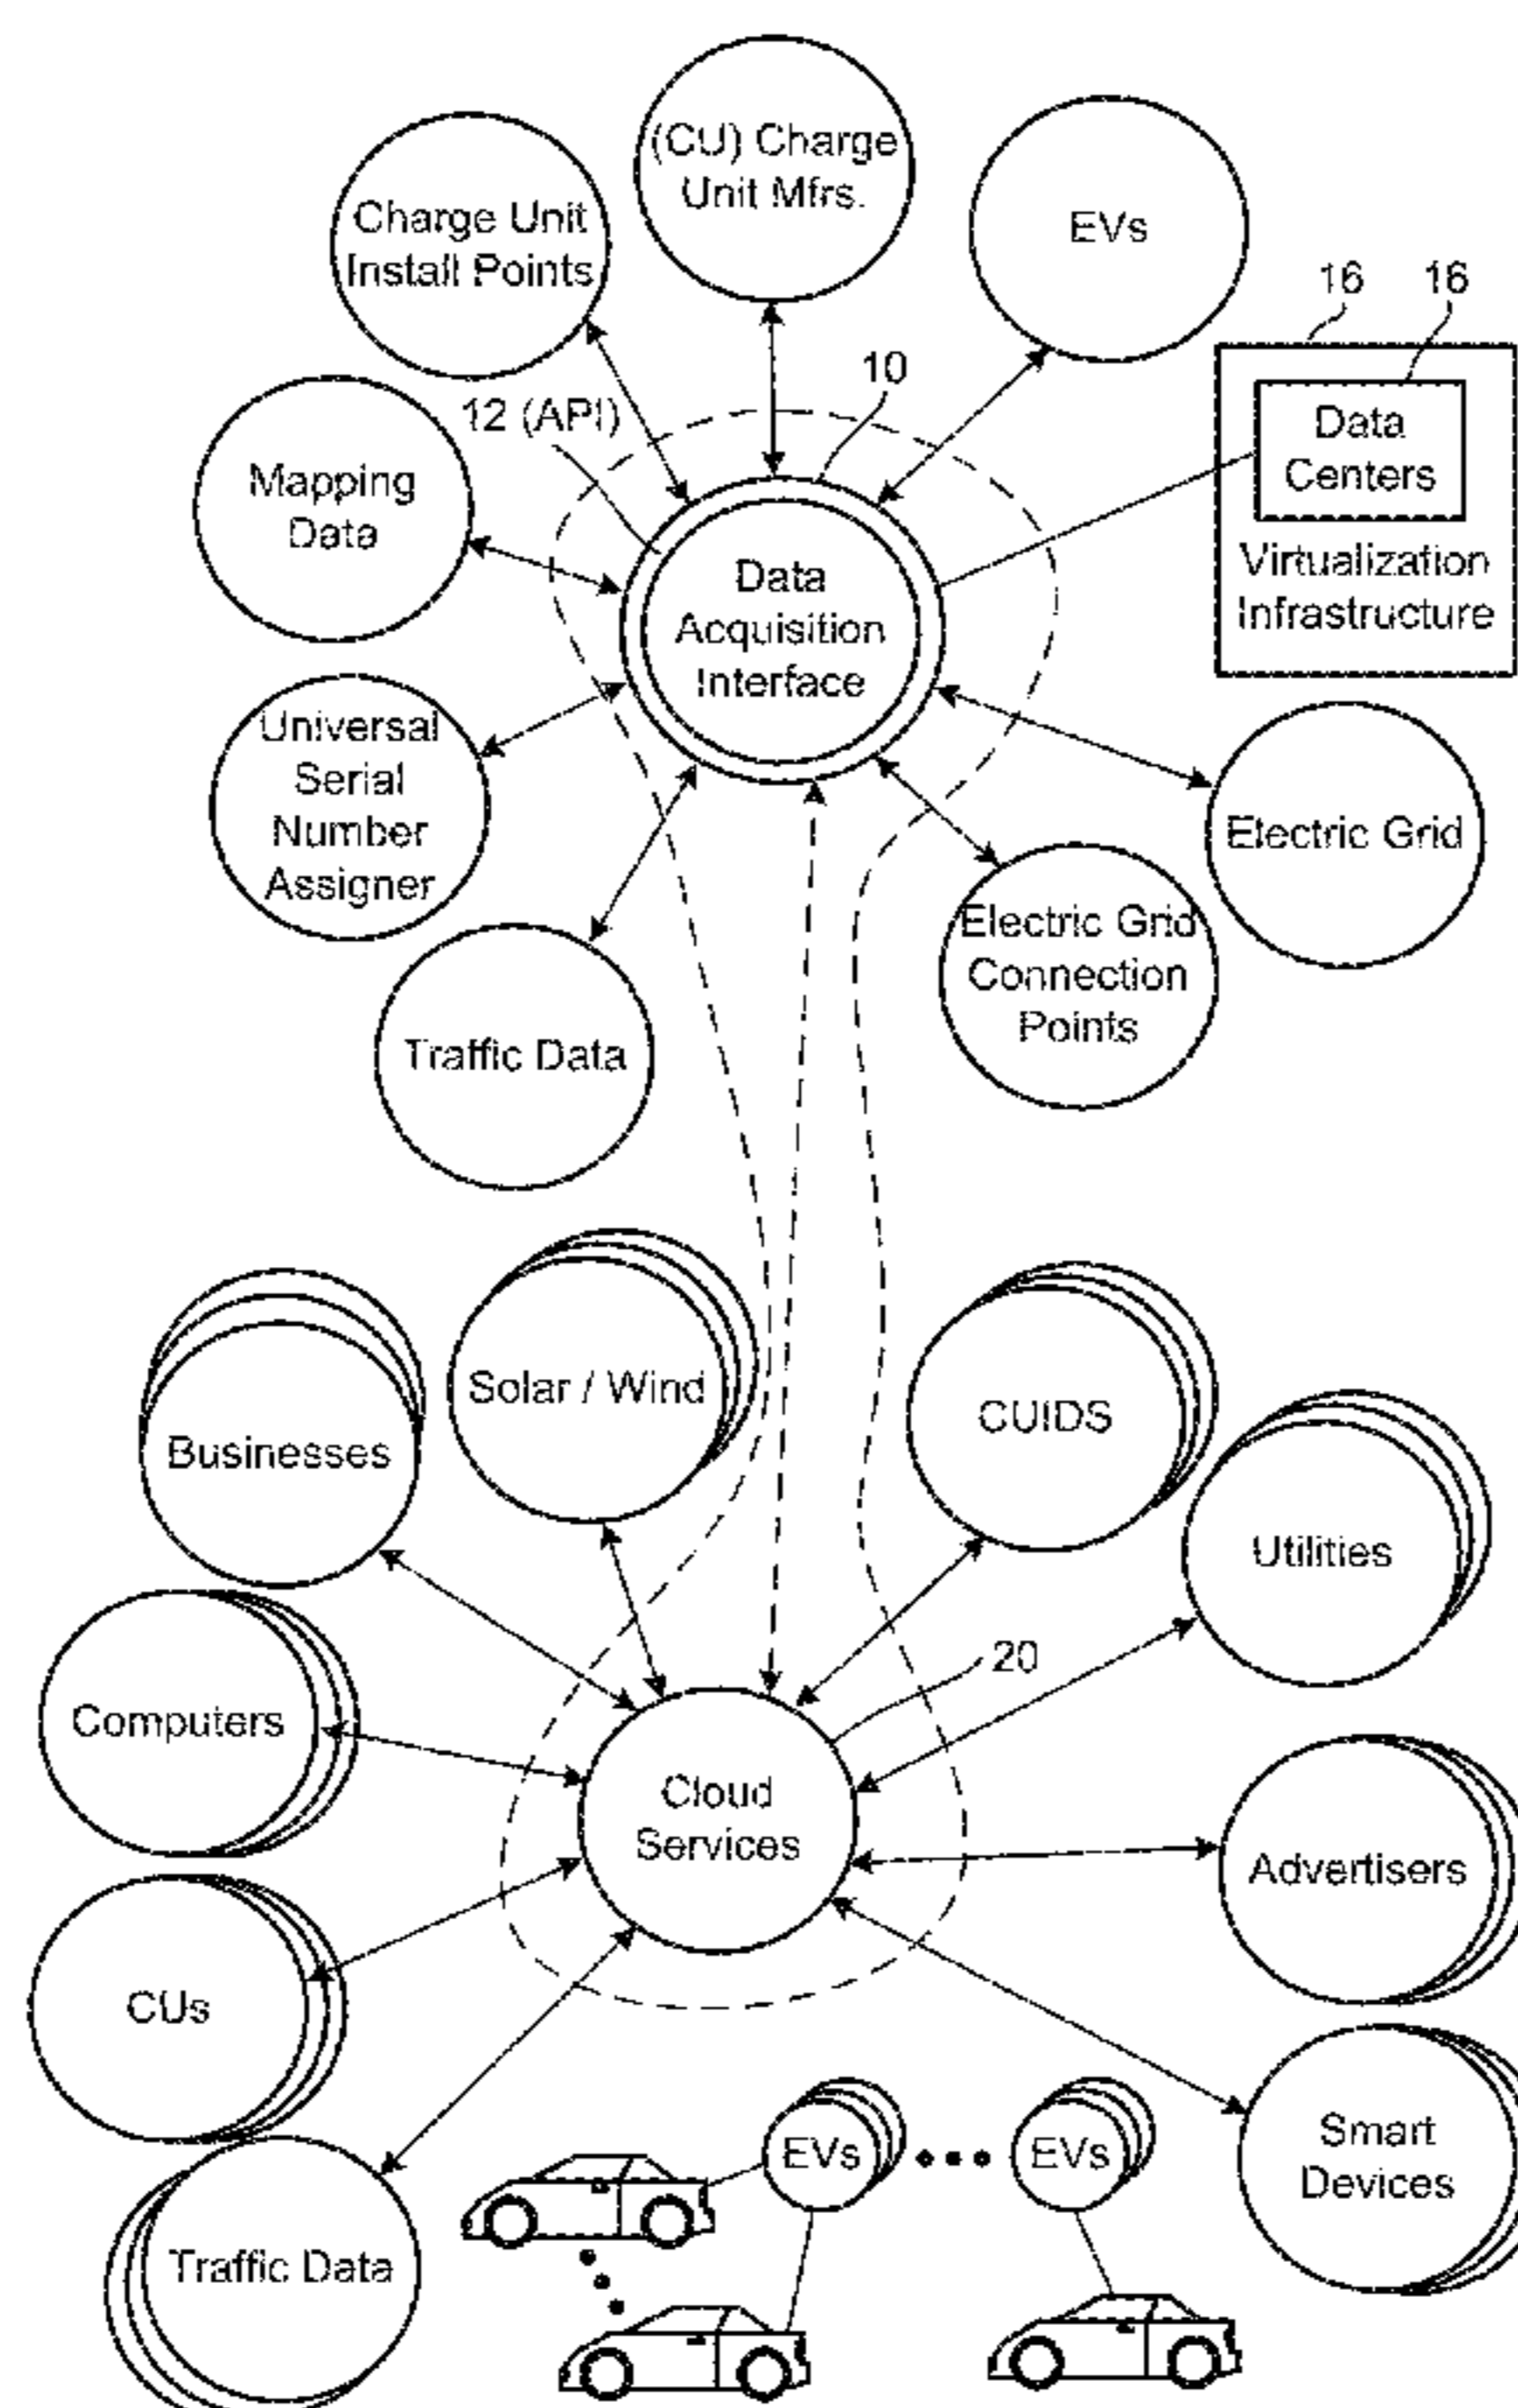 (CU) Charge
Unit Mfrs.
Charge Unit
Install Points
EVs
16
16
10
12 (API)
Data
Centers
Virtualization
Infrastructure
Mapping
Data
Data
Acquisition
Interface
Universal
Serial
Number
Assigner
Electric Grid
Electric Grid
Connection
Points
Traffic Data
Solar / Wind
CUIDS
Businesses
Utilities
20
Computers
Cloud
Services
Advertisers
CUs
EVs
EVs
Smart
Devices
Traffic Data